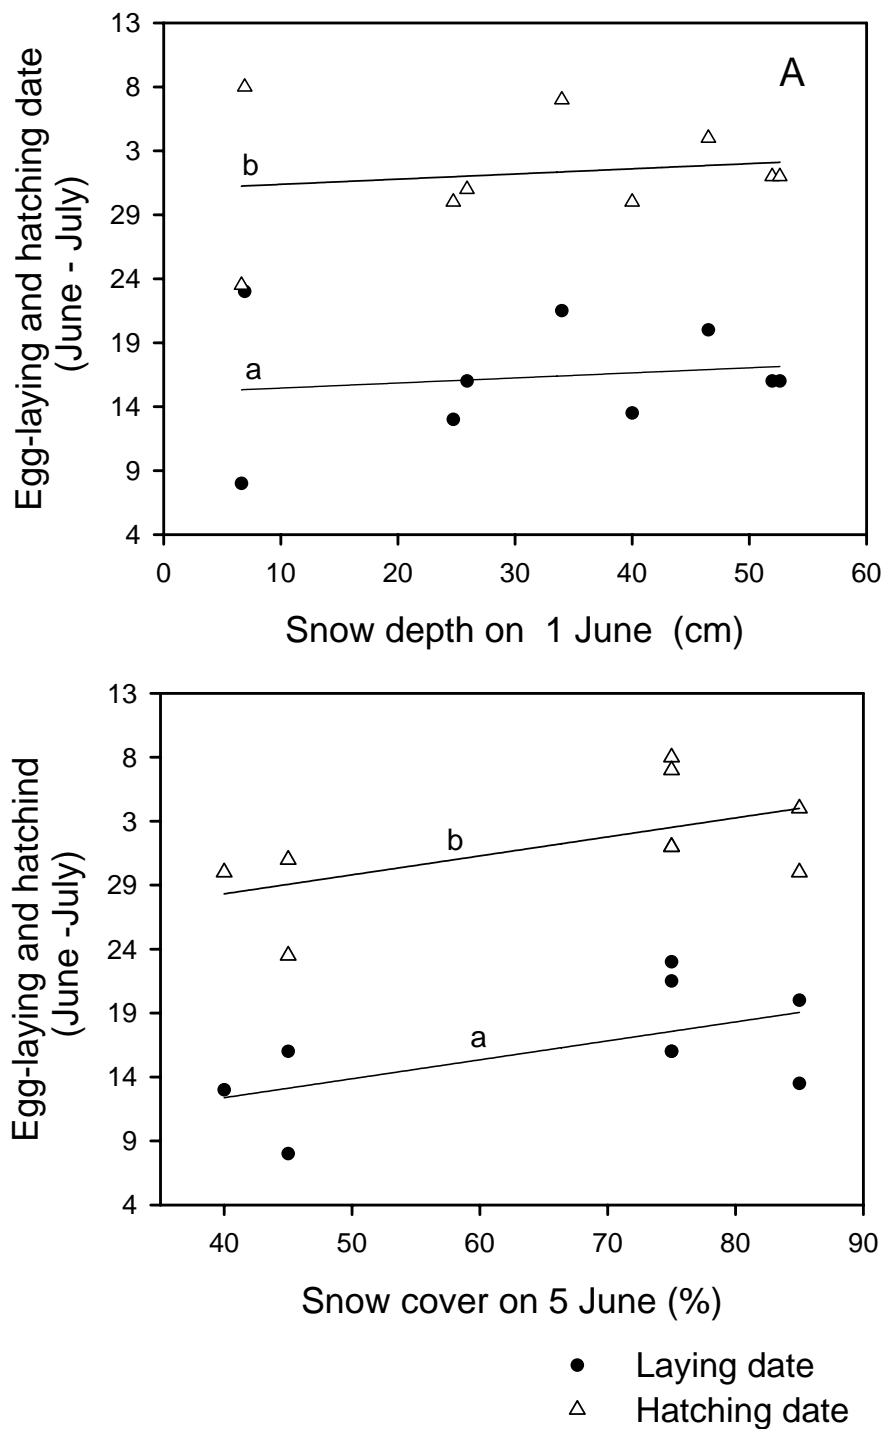 Egg-laying and hatching date
(June - July)
13
8
3
29
24
19
14
9
4
A
b
a
0 10 20 30 40 50 60
Snow depth on 1 June (cm)
Egg-laying and hatchind
(June -July)
13
8
3
29
24
19
14
9
4
b
a
40 50 60 70 80 90
Snow cover on 5 June (%)
Laying date
Hatching date